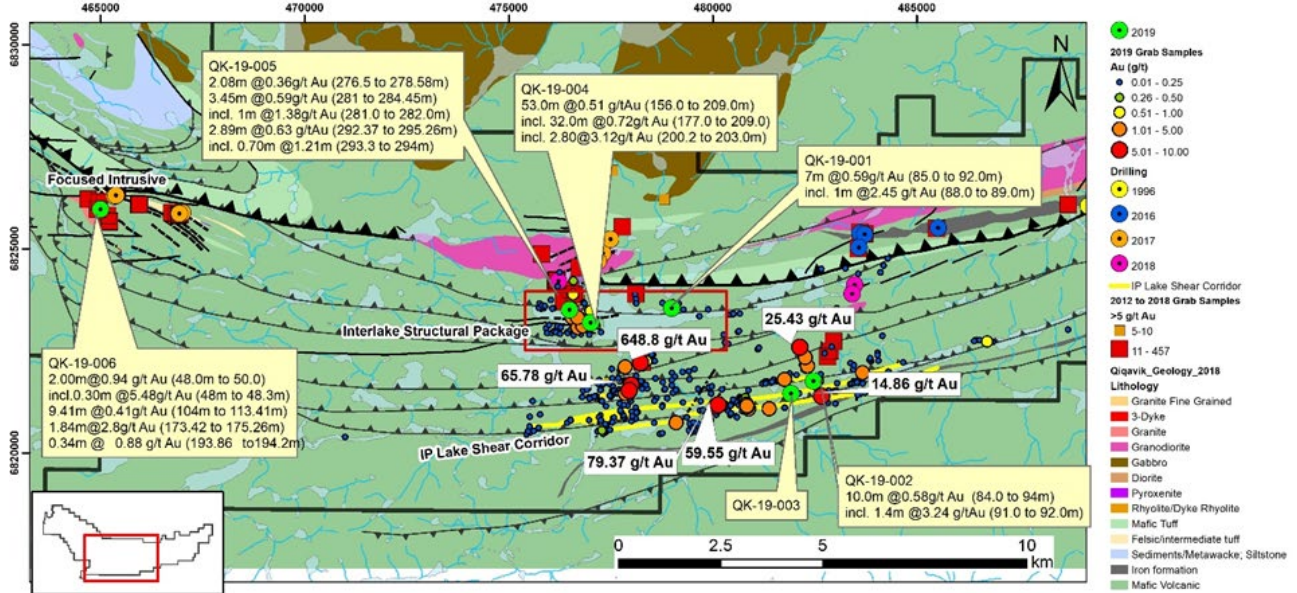 465000
470000
475000
480000
485000
6830000
6825000
6820000
N
QK-19-005
2.08m @0.36g/t Au (276.5 to 278.58m)
3.45m @0.59g/t Au (281 to 284.45m)
incl. 1m @1.38g/t Au (281.0 to 282.0m)
2.89m @0.63 g/tAu (292.37 to 295.26m)
incl. 0.70m @1.21m) (293.3 to 294m)
QK-19-004
53.0m @0.51 g/tAu (156.0 to 209.0m)
incl. 32.0m @0.72g/t Au (177.0 to 209.0)
incl. 2.80@3.12g/t Au (200.2 to 203.0m)
QK-19-001
7m @0.59g/t Au (85.0 to 92.0m)
incl. 1m @2.45 g/t Au (88.0 to 89.0m)
Focused Intrusive
Interlake Structural Package
648.8 g/t Au
25.43 g/t Au
65.78 g/t Au
14.86 g/t Au
QK-19-006
2.00m@0.94 g/t Au (48.0m to 50.0)
incl.0.30m @5.48g/t Au (48m to 48.3m)
9.41m @0.41g/t Au (104m to 113.41m)
1.84m@2.8g/t Au (173.42 to 175.26m)
0.34m @ 0.88 g/t Au (193.86 to194.2m)
IP Lake Shear Corridor
79.37 g/t Au
59.55 g/t Au
QK-19-003
QK-19-002
10.0m @0.58g/t Au (84.0 to 94m)
incl. 1.4m @3.24 g/tAu (91.0 to 92.0m)
0
2.5
5
10
km
2019
2019 Grab Samples
Au (g/t)
0.01 - 0.25
0.26 - 0.50
0.51 - 1.00
1.01 - 5.00
5.01 - 10.00
Drilling
1996
2016
2017
2018
IP Lake Shear Corridor
2012 to 2018 Grab Samples
>5 g/t Au
5-10
11 - 457
Qiqavik_Geology_2018
Lithology
Granite Fine Grained
3-Dyke
Granite
Granodiorite
Gabbro
Diorite
Pyroxenite
Rhyolite/Dyke Rhyolite
Mafic Tuff
Felsic/intermediate tuff
Sediments/Metawacke; Siltstone
Iron formation
Mafic Volcanic